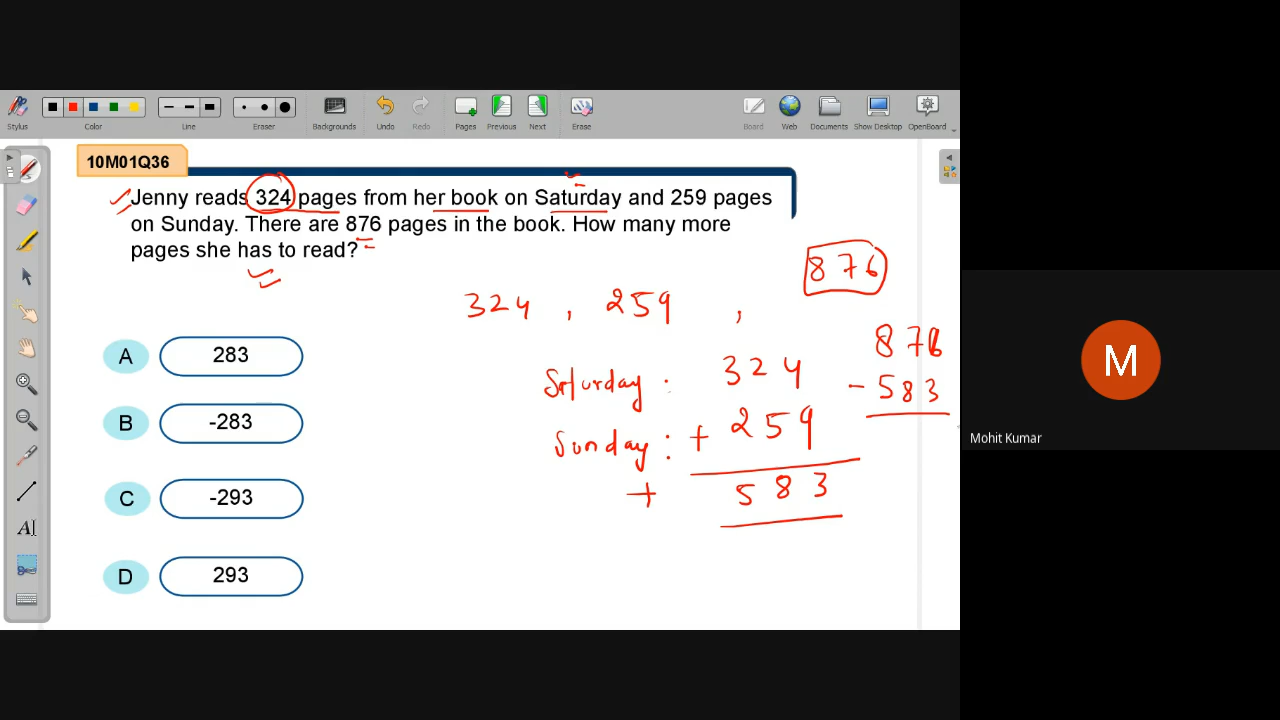 Stylus
Color
Line
Eraser
Backgrounds
Undo
Redo
Pages
Previous
Next
Erase
Board
Web
Documents
Show Desktop
OpenBoard
10M01Q36
Jenny reads 324 pages from her book on Saturday and 259 pages
on Sunday. There are 876 pages in the book. How many more
pages she has to read?
876
324 , 259 ,
A 283
B -283
C -293
D 293
Saturday : 324
Sunday : + 259
+ 583
876
- 583
AI
M
Mohit Kumar